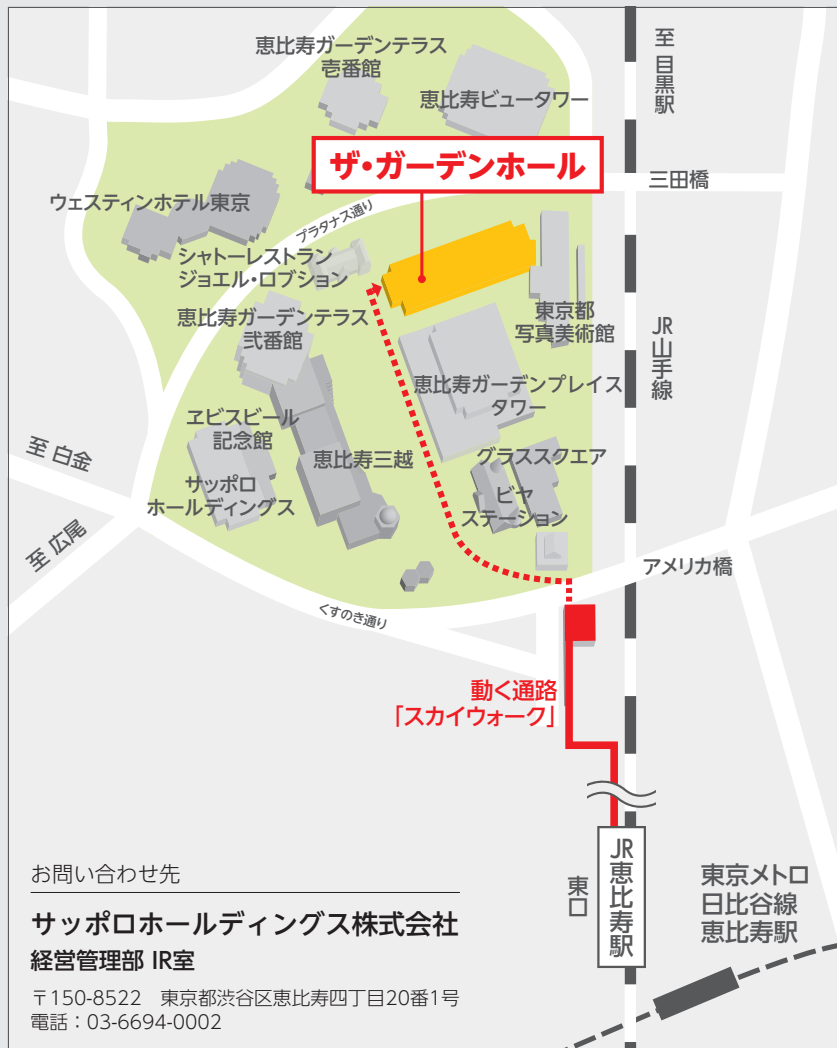 恵比寿ガーデンテラス
壱番館
恵比寿ビュータワー
至 目黒駅
ザ・ガーデンホール
三田橋
ウェスティンホテル東京
プラタナス通り
シャトーレストラン
ジョエル・ロブション
東京都
写真美術館
恵比寿ガーデンテラス
弐番館
JR山手線
恵比寿ガーデンプレイス
タワー
ヱビスビール
記念館
至 白金
恵比寿三越
グラススクエア
サッポロ
ホールディングス
ビヤ
ステーション
至 広尾
アメリカ橋
くすのき通り
動く通路
「スカイウォーク」
JR恵比寿駅
東口
東京メトロ
日比谷線
恵比寿駅
お問い合わせ先
サッポロホールディングス株式会社
経営管理部 IR室
〒150-8522 東京都渋谷区恵比寿四丁目20番1号
電話：03-6694-0002